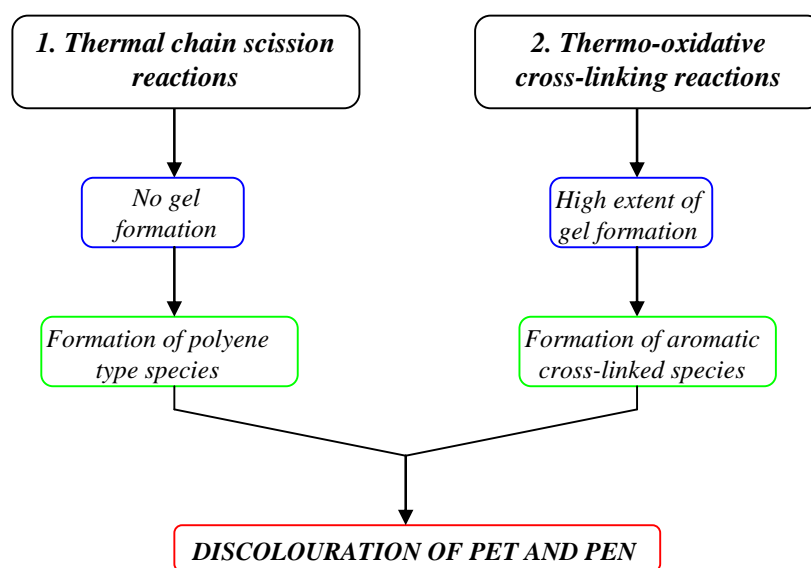 1. Thermal chain scission
reactions
2. Thermo-oxidative
cross-linking reactions
No gel
formation
High extent of
gel formation
Formation of polyene
type species
Formation of aromatic
cross-linked species
DISCOLOURATION OF PET AND PEN